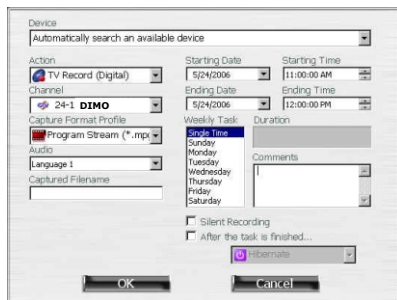 Device
Automatically search an available device
Action Starting Date Starting Time
TV Record (Digital) 5/24/2006 11:00:00 AM
Channel Ending Date Ending Time
24-1 DIMO 5/24/2006 12:00:00 PM
Capture Format Profile Weekly Task Duration
Program Stream (*.mpg Single Time
Audio Sunday
Language 1 Monday
Tuesday Comments
Captured Filename Wednesday
Thursday
Friday
Saturday
Silent Recording
After the task is finished...
Hibernate
OK Cancel